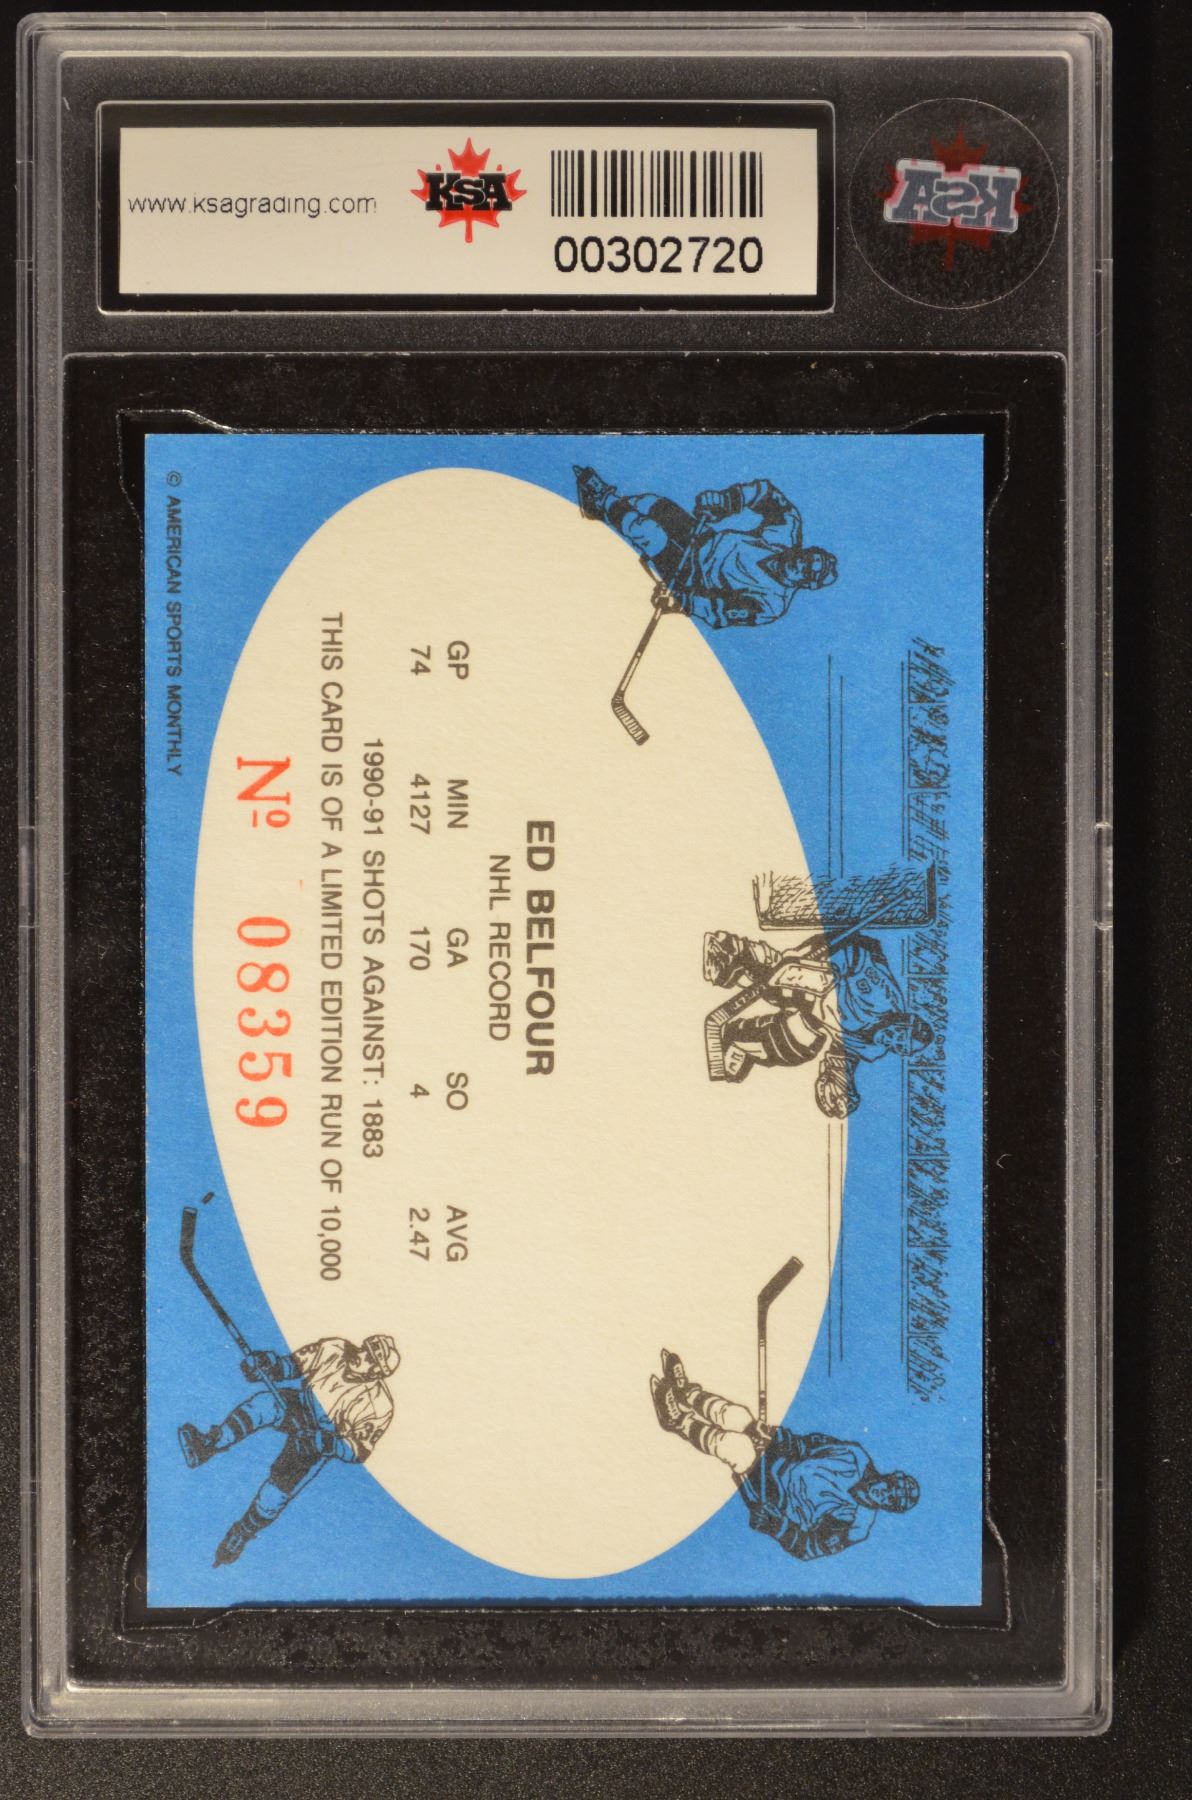 www.ksagrading.com
KSA
00302720
KSA
ED BELFOUR
NHL RECORD
GP MIN GA SO AVG
74 4127 170 4 2.47
1990-91 SHOTS AGAINST: 1883
THIS CARD IS OF A LIMITED EDITION RUN OF 10,000
Nº 08359
© AMERICAN SPORTS MONTHLY